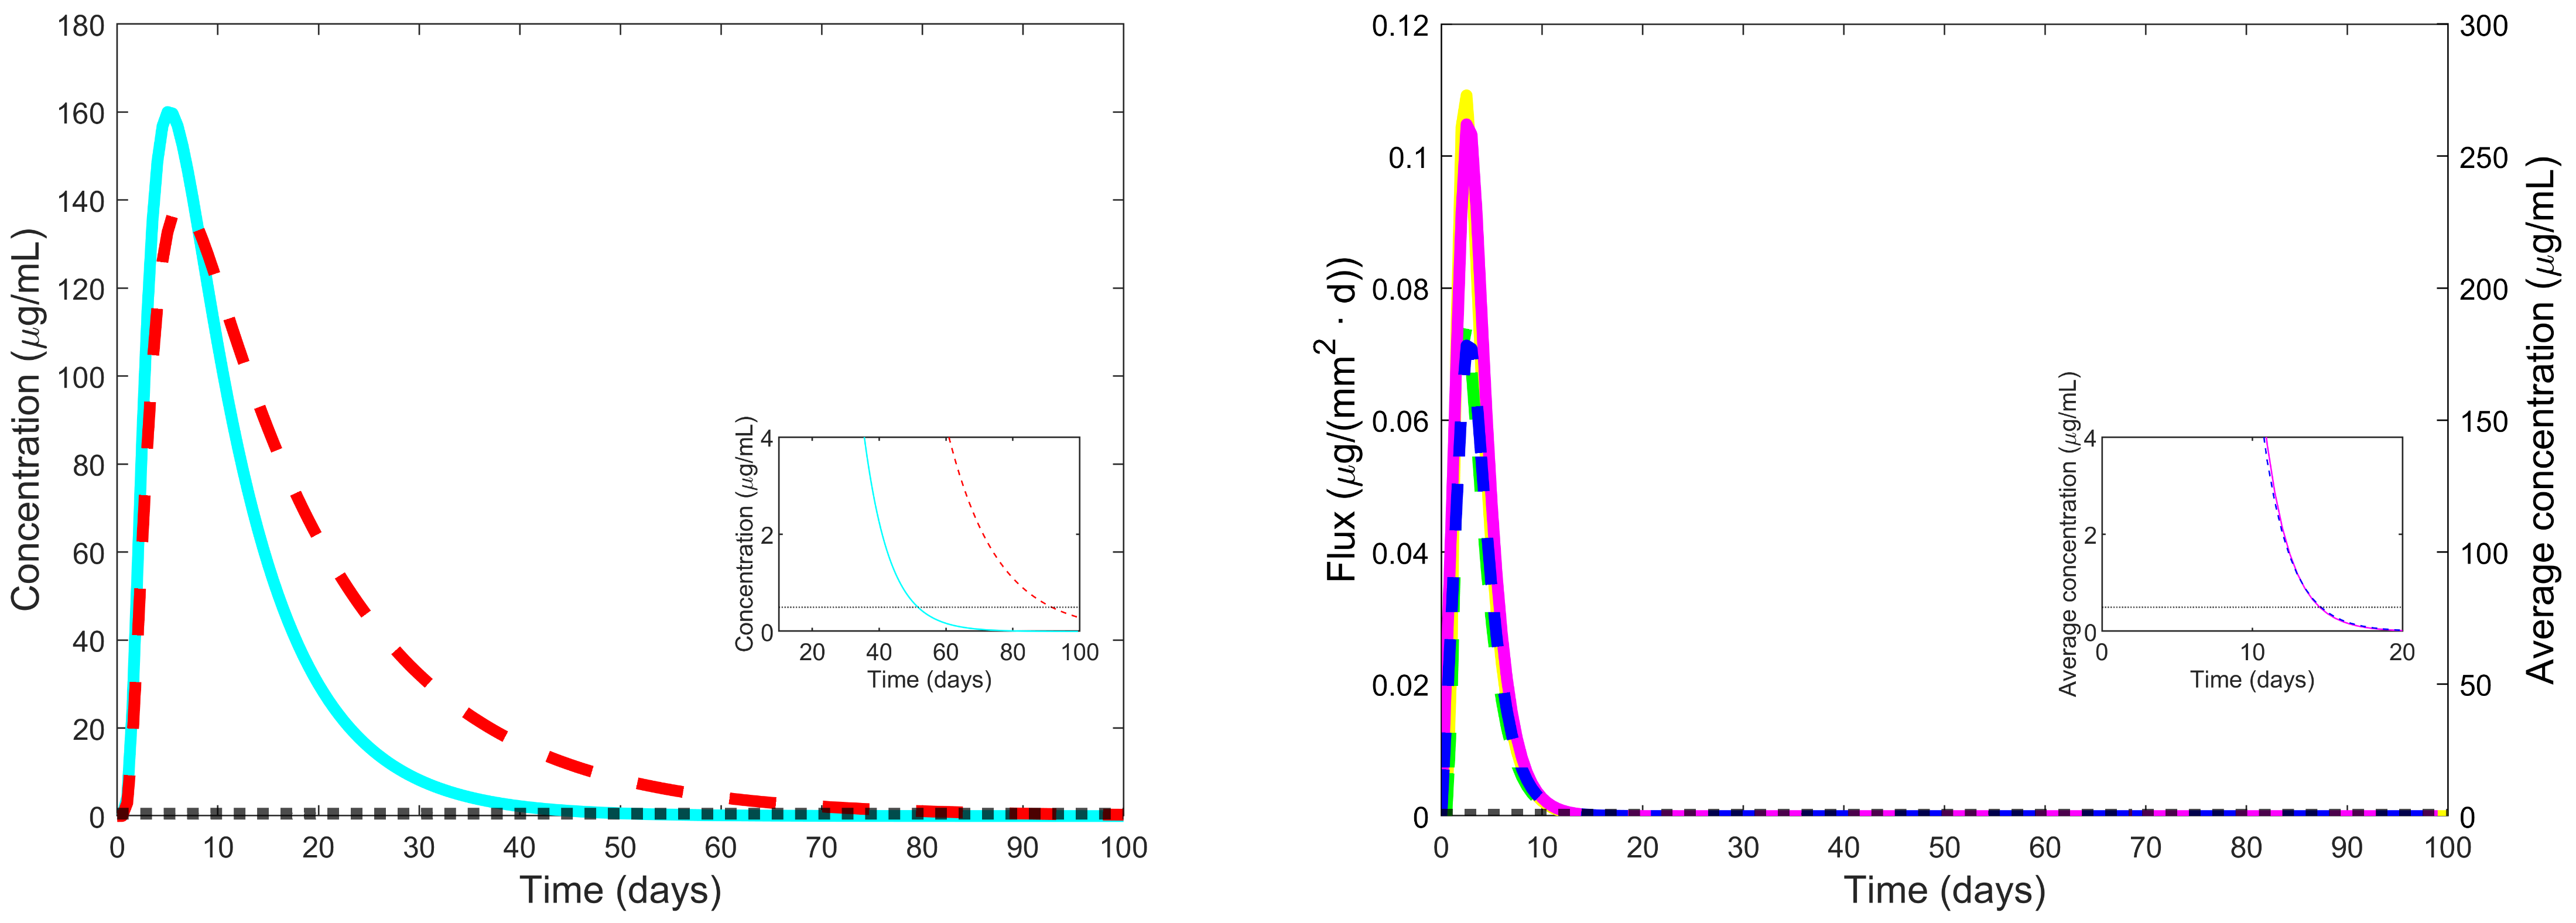 180
160
140
120
100
80
60
40
20
0
Concentration (μg/mL)
0 10 20 30 40 50 60 70 80 90 100
Time (days)
4
2
0
Concentration (μg/mL)
20 40 60 80 100
Time (days)
0.12
0.1
0.08
0.06
0.04
0.02
0
Flux (μg/(mm² · d))
0 10 20 30 40 50 60 70 80 90 100
Time (days)
4
2
0
Average concentration (μg/mL)
0 10 20
Time (days)
300
250
200
150
100
50
0
Average concentration (μg/mL)